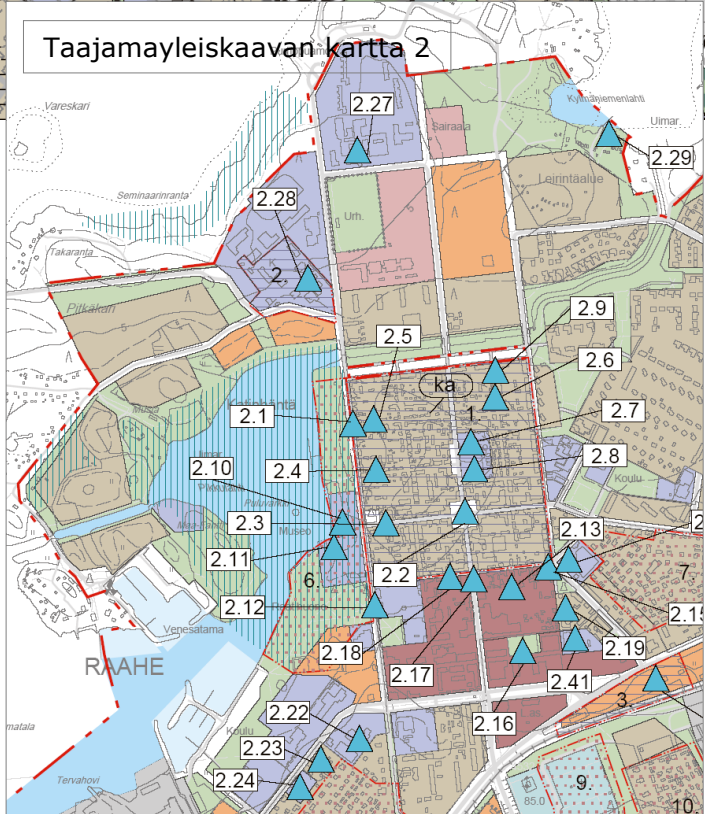 Taajamayleiskaavan kartta 2
Vareskari
2.27
Sairaala
Kylmäniemenlahti
Uimar.
2.29
Leirintäalue
Seminaarinranta
2.28
Urh.
Takaranta
2.
Pitkäkari
2.5
2.9
2.6
ka
1.
2.1
2.7
2.4
2.8
2.10
Koulu
2.3
Museo
2.13
2.11
2.2
6.
7.
2.12
2.15
Venesatama
2.18
2.19
RAAHE
2.17
2.41
2.16
3.
Las.
2.22
Koulu
2.23
2.24
Tervahovi
9.
85.0
10.